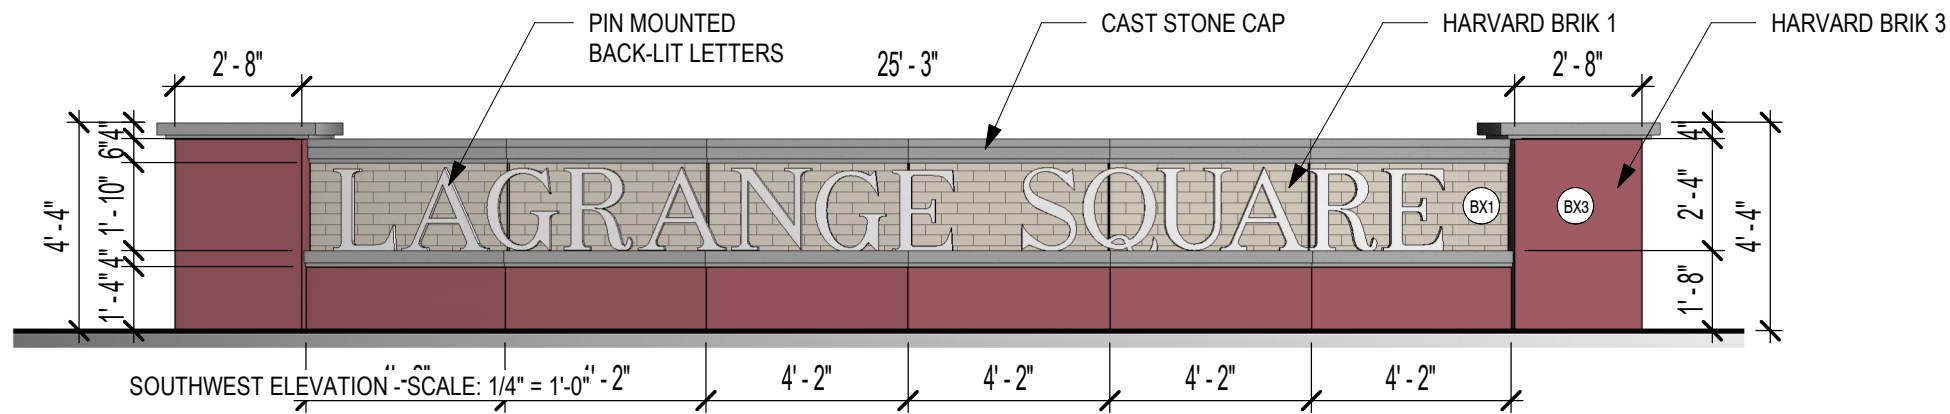 PIN MOUNTED
BACK-LIT LETTERS
CAST STONE CAP
HARVARD BRIK 1
HARVARD BRIK 3
2' - 8"
25' - 3"
2' - 8"
4' - 4"
4"
6"
1' - 10"
4"
1' - 4"
LAGRANGE SQUARE
BX1
BX3
4"
2' - 4"
1' - 8"
4' - 4"
4' - 2"
4' - 2"
4' - 2"
4' - 2"
SOUTHWEST ELEVATION - SCALE: 1/4" = 1'-0"